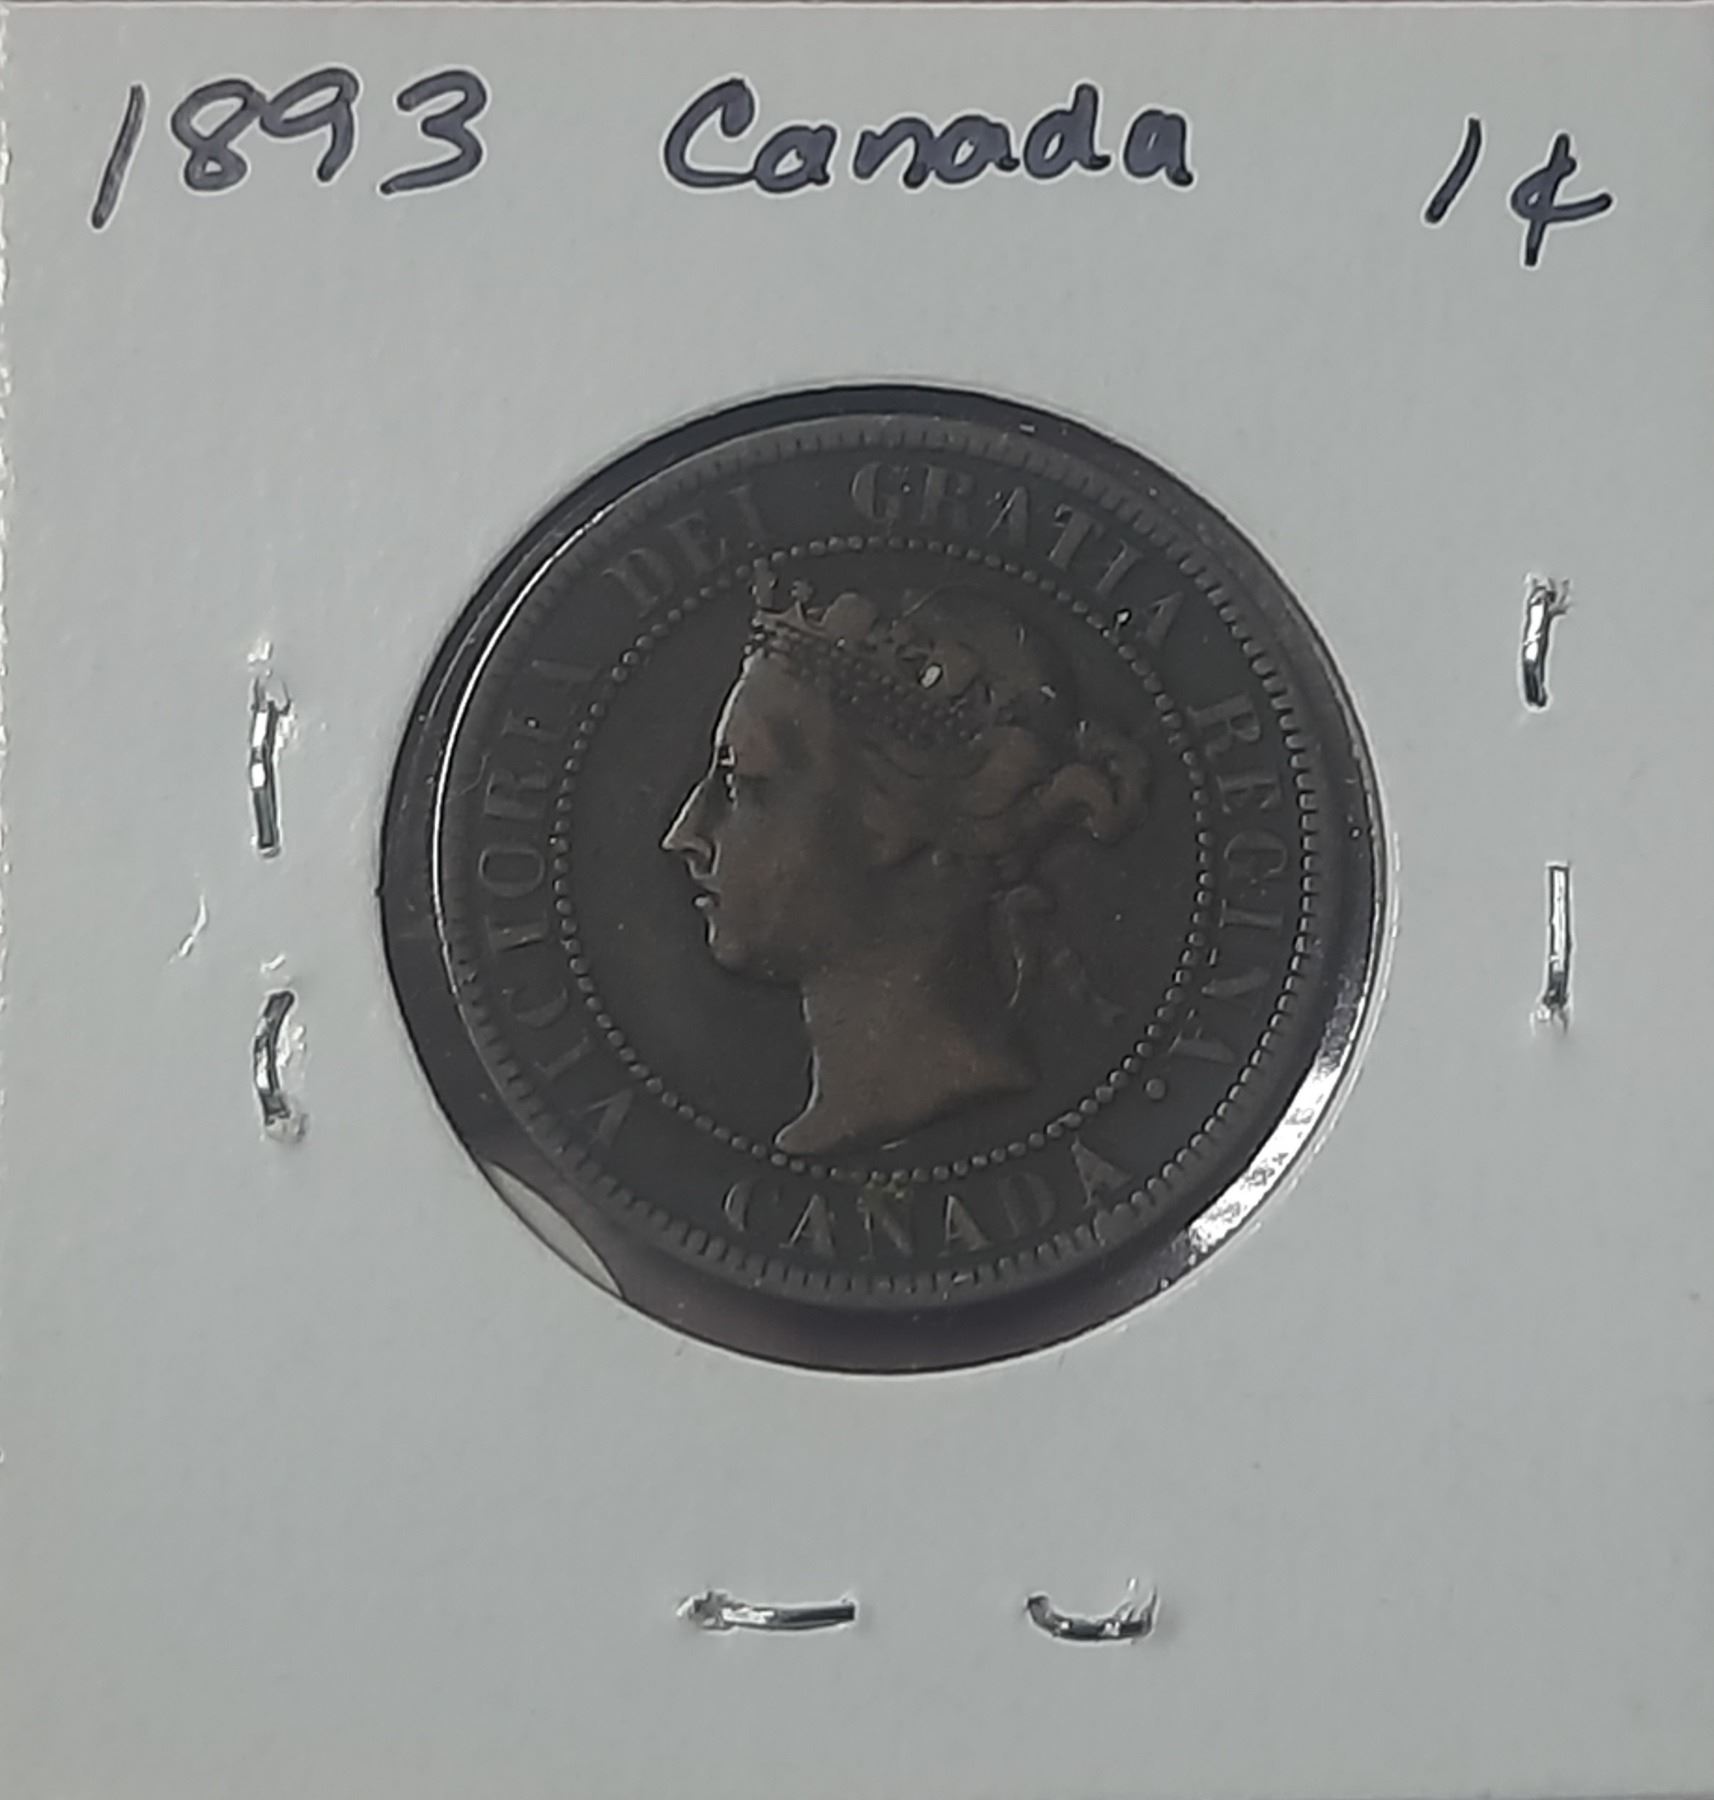 1893 Canada 1¢
VICTORIA DEI GRATIA REGINA.
CANADA